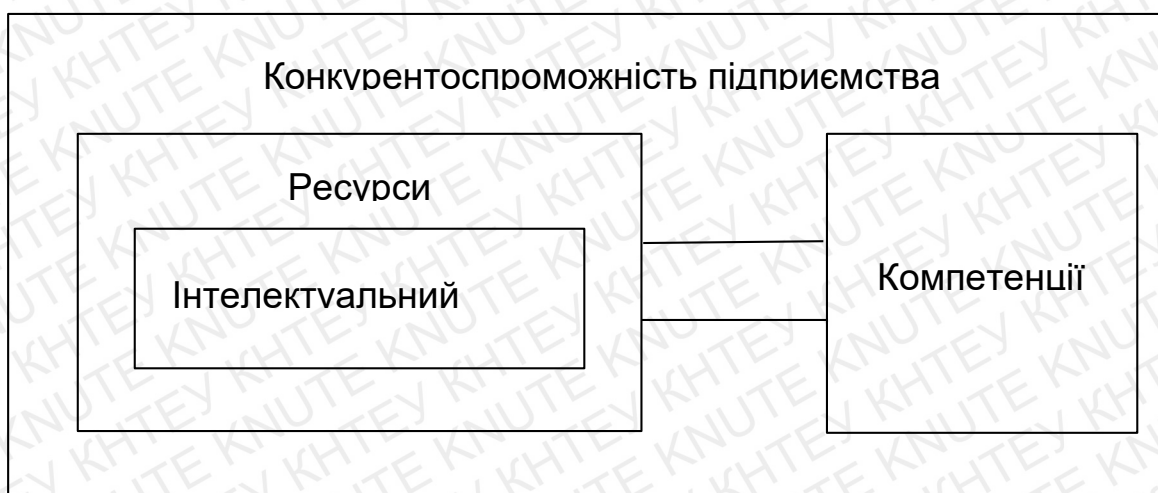 Конкурентоспроможність підприємства
Ресурси
Інтелектуальний
Компетенції